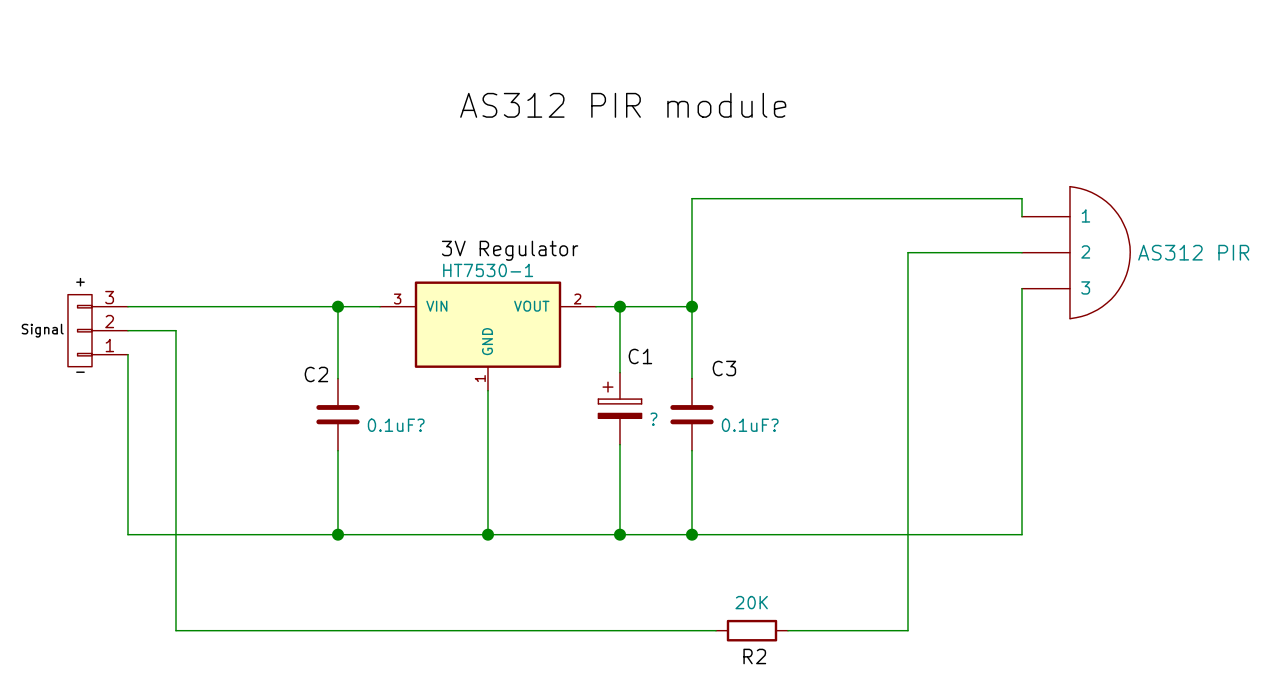 AS312 PIR module
1
2
AS312 PIR
3
3V Regulator
HT7530-1
+
3
2
Signal
1
−
3
VIN
VOUT
2
GND
1
C2
0.1uF?
C1
+
?
C3
0.1uF?
20K
R2